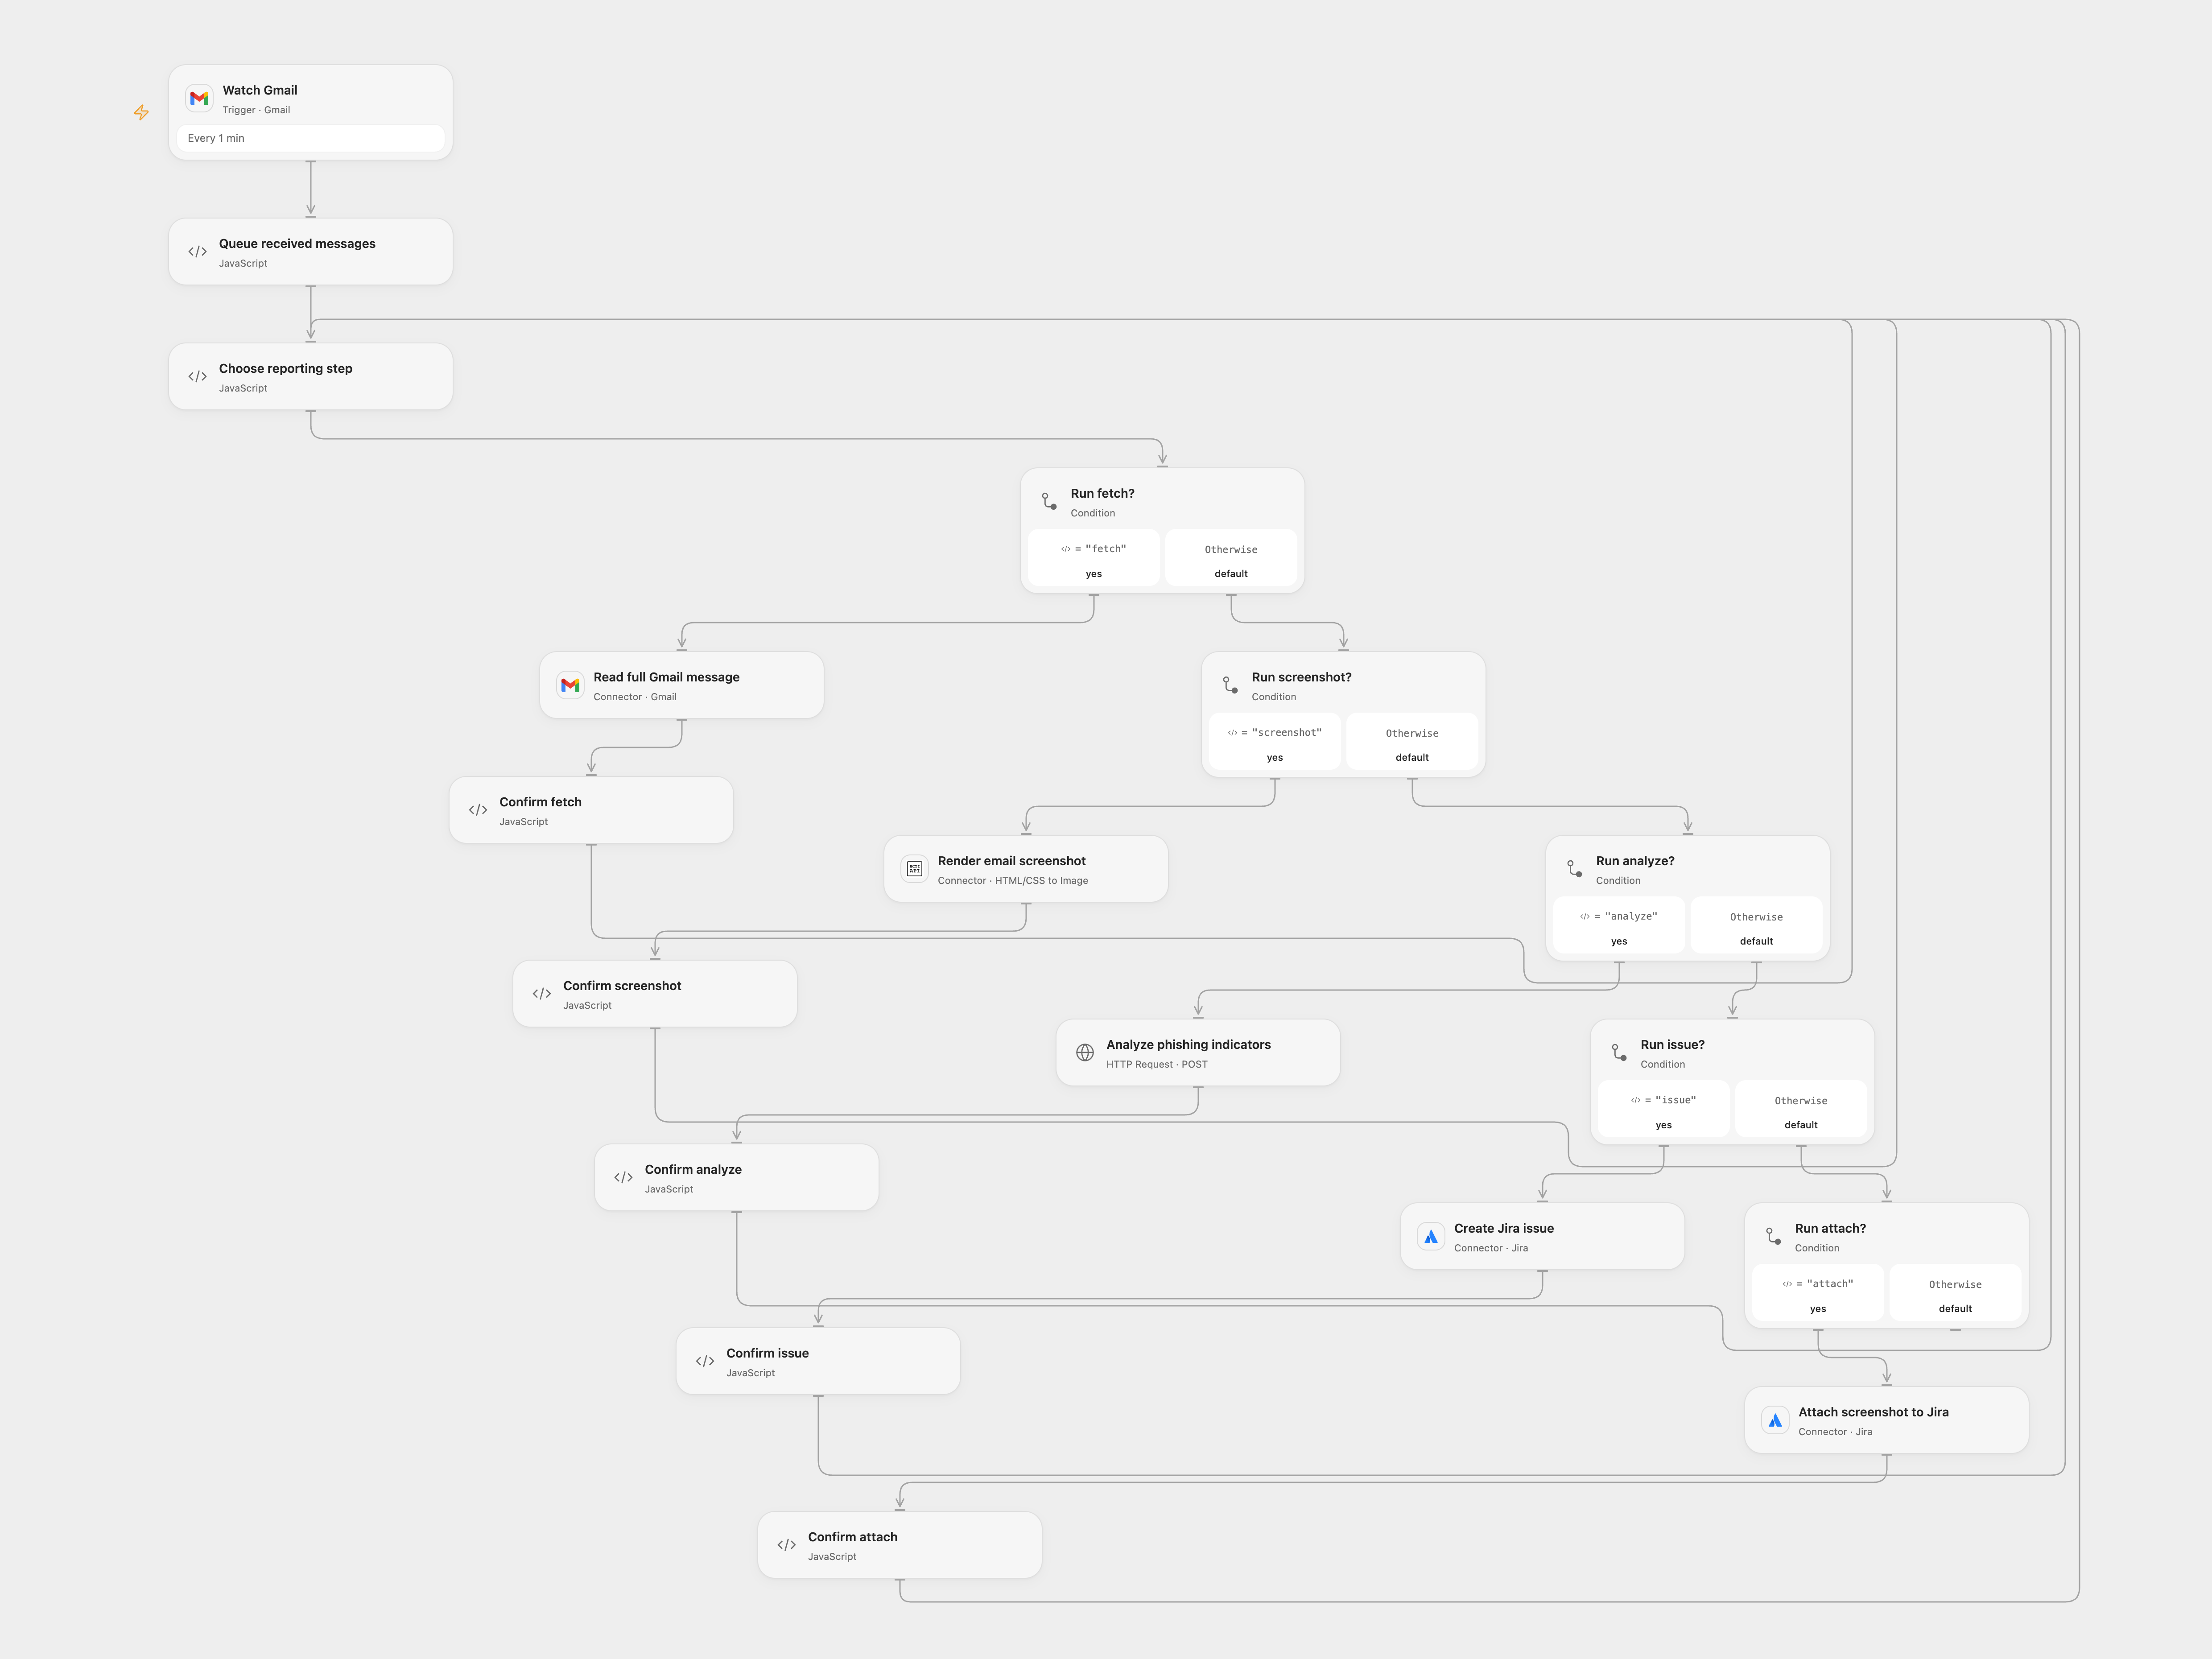 Watch Gmail
Trigger · Gmail
Every 1 min
Queue received messages
JavaScript
Choose reporting step
JavaScript
Run fetch?
Condition
</> = "fetch"
yes
Otherwise
default
Read full Gmail message
Connector · Gmail
Run screenshot?
Condition
</> = "screenshot"
yes
Otherwise
default
Confirm fetch
JavaScript
Render email screenshot
Connector · HTML/CSS to Image
Run analyze?
Condition
</> = "analyze"
yes
Otherwise
default
Confirm screenshot
JavaScript
Analyze phishing indicators
HTTP Request · POST
Run issue?
Condition
</> = "issue"
yes
Otherwise
default
Confirm analyze
JavaScript
Create Jira issue
Connector · Jira
Run attach?
Condition
</> = "attach"
yes
Otherwise
default
Confirm issue
JavaScript
Attach screenshot to Jira
Connector · Jira
Confirm attach
JavaScript